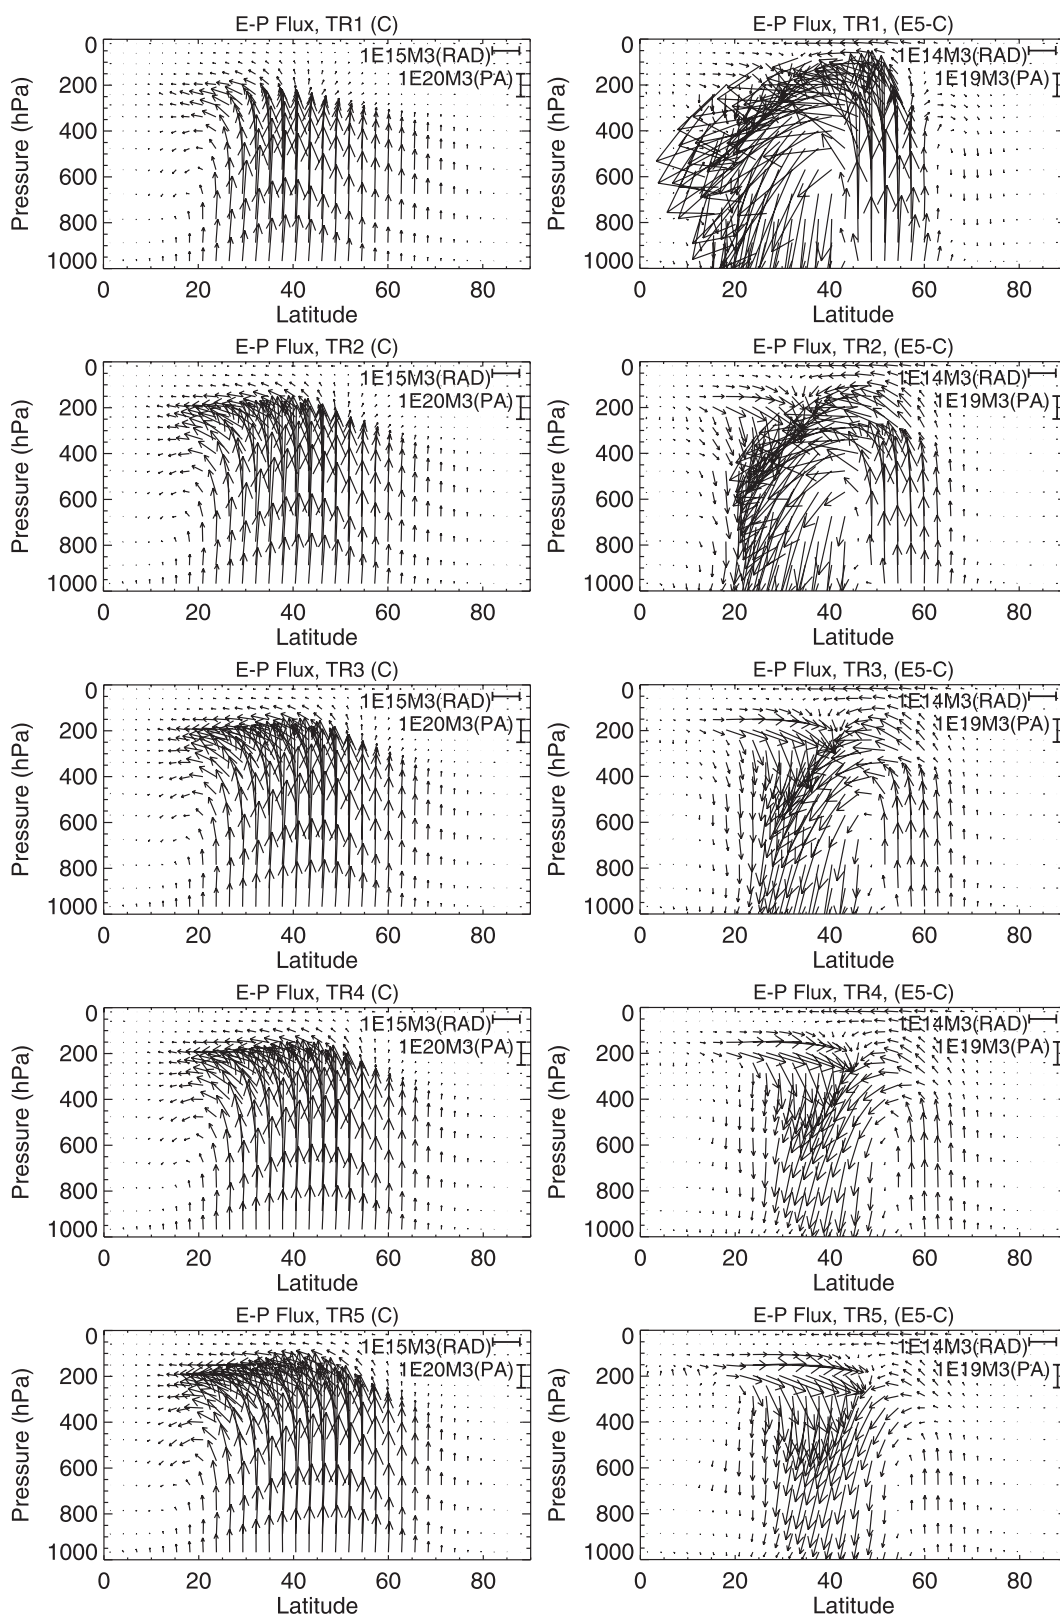 E-P Flux, TR1 (C)
1E15M3(RAD)
1E20M3(PA)
Pressure (hPa)
0
200
400
600
800
1000
0 20 40 60 80
Latitude
E-P Flux, TR1, (E5-C)
1E14M3(RAD)
1E19M3(PA)
Pressure (hPa)
0
200
400
600
800
1000
0 20 40 60 80
Latitude
E-P Flux, TR2 (C)
1E15M3(RAD)
1E20M3(PA)
Pressure (hPa)
0
200
400
600
800
1000
0 20 40 60 80
Latitude
E-P Flux, TR2, (E5-C)
1E14M3(RAD)
1E19M3(PA)
Pressure (hPa)
0
200
400
600
800
1000
0 20 40 60 80
Latitude
E-P Flux, TR3 (C)
1E15M3(RAD)
1E20M3(PA)
Pressure (hPa)
0
200
400
600
800
1000
0 20 40 60 80
Latitude
E-P Flux, TR3, (E5-C)
1E14M3(RAD)
1E19M3(PA)
Pressure (hPa)
0
200
400
600
800
1000
0 20 40 60 80
Latitude
E-P Flux, TR4 (C)
1E15M3(RAD)
1E20M3(PA)
Pressure (hPa)
0
200
400
600
800
1000
0 20 40 60 80
Latitude
E-P Flux, TR4, (E5-C)
1E14M3(RAD)
1E19M3(PA)
Pressure (hPa)
0
200
400
600
800
1000
0 20 40 60 80
Latitude
E-P Flux, TR5 (C)
1E15M3(RAD)
1E20M3(PA)
Pressure (hPa)
0
200
400
600
800
1000
0 20 40 60 80
Latitude
E-P Flux, TR5, (E5-C)
1E14M3(RAD)
1E19M3(PA)
Pressure (hPa)
0
200
400
600
800
1000
0 20 40 60 80
Latitude